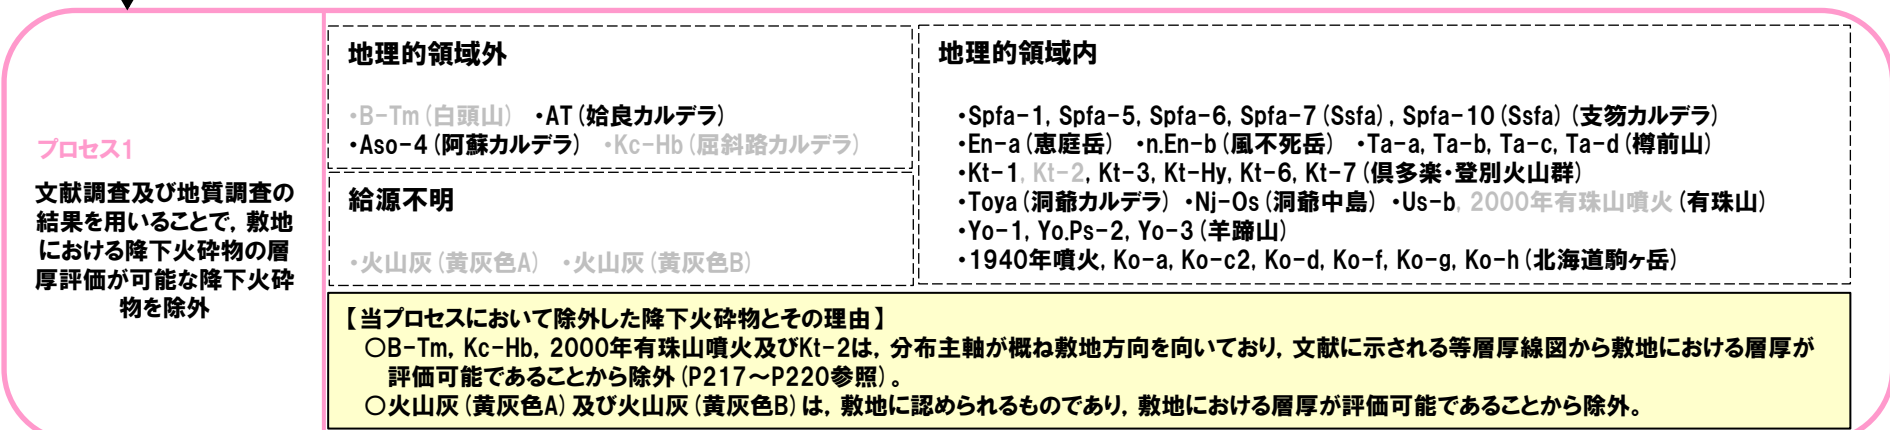 プロセス1
文献調査及び地質調査の
結果を用いることで，敷地
における降下火砕物の層
厚評価が可能な降下火砕
物を除外
地理的領域外
・B-Tm（白頭山） ・AT（姶良カルデラ）
・Aso-4（阿蘇カルデラ） ・Kc-Hb（屈斜路カルデラ）
給源不明
・火山灰（黄灰色A） ・火山灰（黄灰色B）
地理的領域内
・Spfa-1, Spfa-5, Spfa-6, Spfa-7（Ssfa）, Spfa-10（Ssfa）（支笏カルデラ）
・En-a（恵庭岳） ・n.En-b（風不死岳） ・Ta-a, Ta-b, Ta-c, Ta-d（樽前山）
・Kt-1, Kt-2, Kt-3, Kt-Hy, Kt-6, Kt-7（倶多楽・登別火山群）
・Toya（洞爺カルデラ） ・Nj-Os（洞爺中島） ・Us-b, 2000年有珠山噴火（有珠山）
・Yo-1, Yo.Ps-2, Yo-3（羊蹄山）
・1940年噴火, Ko-a, Ko-c2, Ko-d, Ko-f, Ko-g, Ko-h（北海道駒ヶ岳）
【当プロセスにおいて除外した降下火砕物とその理由】
○B-Tm，Kc-Hb，2000年有珠山噴火及びKt-2は，分布主軸が概ね敷地方向を向いており，文献に示される等層厚線図から敷地における層厚が
評価可能であることから除外（P217～P220参照）。
○火山灰（黄灰色A）及び火山灰（黄灰色B）は，敷地に認められるものであり，敷地における層厚が評価可能であることから除外。